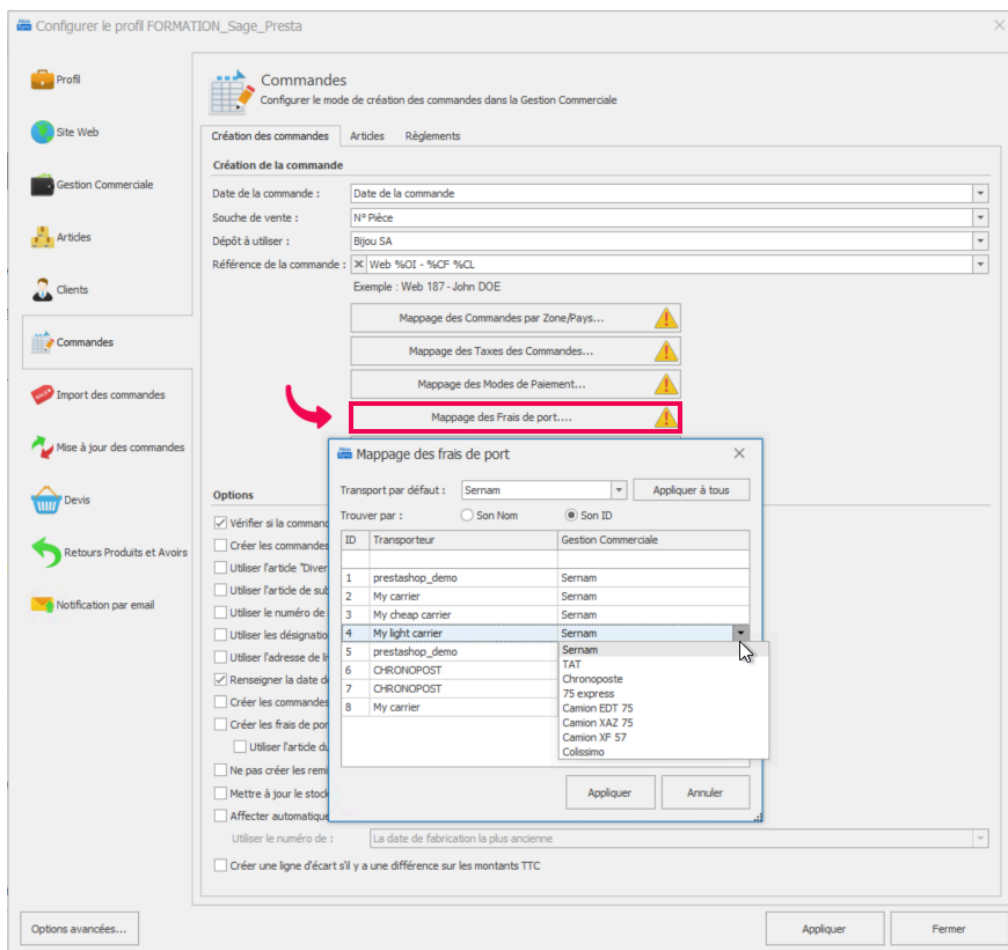 Configurer le profil FORMATION_Sage_Presta
Profil
Site Web
Gestion Commerciale
Articles
Clients
Commandes
Import des commandes
Mise à jour des commandes
Devis
Retours Produits et Avoirs
Notification par email
Commandes
Configurer le mode de création des commandes dans la Gestion Commerciale
Création des commandes Articles Règlements
Création de la commande
Date de la commande : Date de la commande
Souche de vente : N° Pièce
Dépôt à utiliser : Bijou SA
Référence de la commande : Web %OI - %CF %CL
Exemple : Web 187 - John DOE
Mappage des Commandes par Zone/Pays...
Mappage des Taxes des Commandes...
Mappage des Modes de Paiement...
Mappage des Frais de port....
Options
Vérifier si la command
Créer les commandes
Utiliser l'article "Diver
Utiliser l'article de sub
Utiliser le numéro de
Utiliser les désignatio
Utiliser l'adresse de li
Renseigner la date de
Créer les commandes
Créer les frais de por
Utiliser l'article du
Ne pas créer les remi
Mettre à jour le stock
Affecter automatique
Utiliser le numéro de : La date de fabrication la plus ancienne
Créer une ligne d'écart s'il y a une différence sur les montants TTC
Mappage des frais de port
Transport par défaut : Sernam Appliquer à tous
Trouver par : Son Nom Son ID
ID Transporteur Gestion Commerciale
1 prestashop_demo Sernam
2 My carrier Sernam
3 My cheap carrier Sernam
4 My light carrier Sernam
5 prestashop_demo
6 CHRONOPOST
7 CHRONOPOST
8 My carrier
Sernam
TAT
Chronoposte
75 express
Camion EDT 75
Camion XAZ 75
Camion XF 57
Colissimo
Appliquer Annuler
Options avancées... Appliquer Fermer